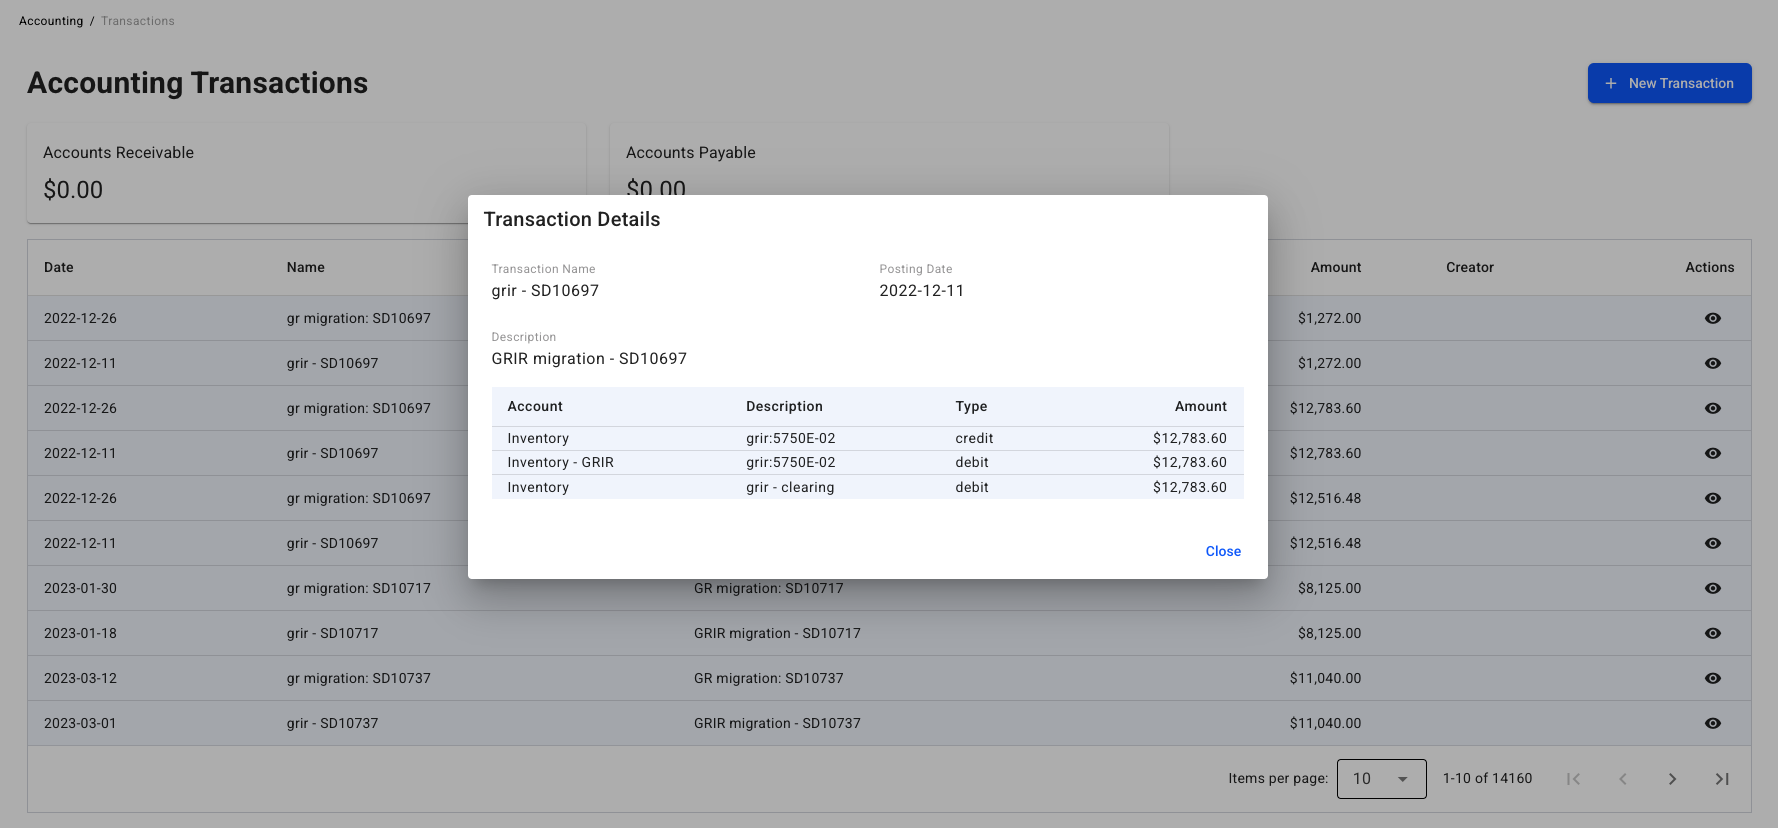 Accounting / Transactions
Accounting Transactions
+ New Transaction
Accounts Receivable
$0.00
Accounts Payable
$0.00
Date Name Amount Creator Actions
2022-12-26 gr migration: SD10697 $1,272.00
2022-12-11 grir - SD10697 $1,272.00
2022-12-26 gr migration: SD10697 $12,783.60
2022-12-11 grir - SD10697 $12,783.60
2022-12-26 gr migration: SD10697 $12,516.48
2022-12-11 grir - SD10697 $12,516.48
2023-01-30 gr migration: SD10717 GR migration: SD10717 $8,125.00
2023-01-18 grir - SD10717 GRIR migration - SD10717 $8,125.00
2023-03-12 gr migration: SD10737 GR migration: SD10737 $11,040.00
2023-03-01 grir - SD10737 GRIR migration - SD10737 $11,040.00
Items per page: 10 1-10 of 14160
Transaction Details
Transaction Name
grir - SD10697
Posting Date
2022-12-11
Description
GRIR migration - SD10697
Account Description Type Amount
Inventory grir:5750E-02 credit $12,783.60
Inventory - GRIR grir:5750E-02 debit $12,783.60
Inventory grir - clearing debit $12,783.60
Close